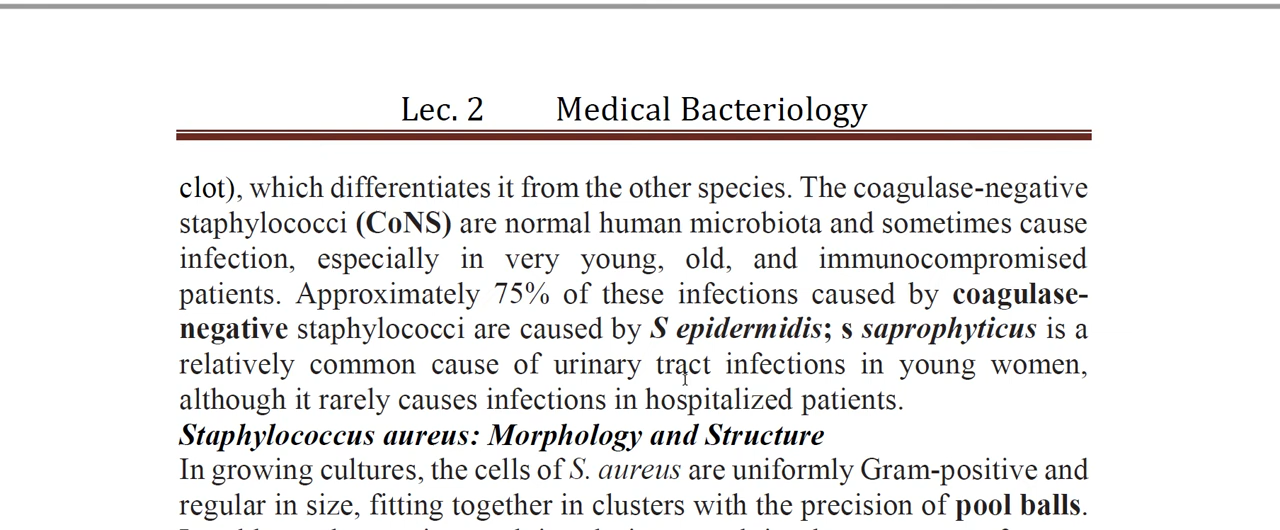 Lec. 2 Medical Bacteriology
clot), which differentiates it from the other species. The coagulase-negative
staphylococci (CoNS) are normal human microbiota and sometimes cause
infection, especially in very young, old, and immunocompromised
patients. Approximately 75% of these infections caused by coagulase-
negative staphylococci are caused by S epidermidis; s saprophyticus is a
relatively common cause of urinary tract infections in young women,
although it rarely causes infections in hospitalized patients.
Staphylococcus aureus: Morphology and Structure
In growing cultures, the cells of S. aureus are uniformly Gram-positive and
regular in size, fitting together in clusters with the precision of pool balls.